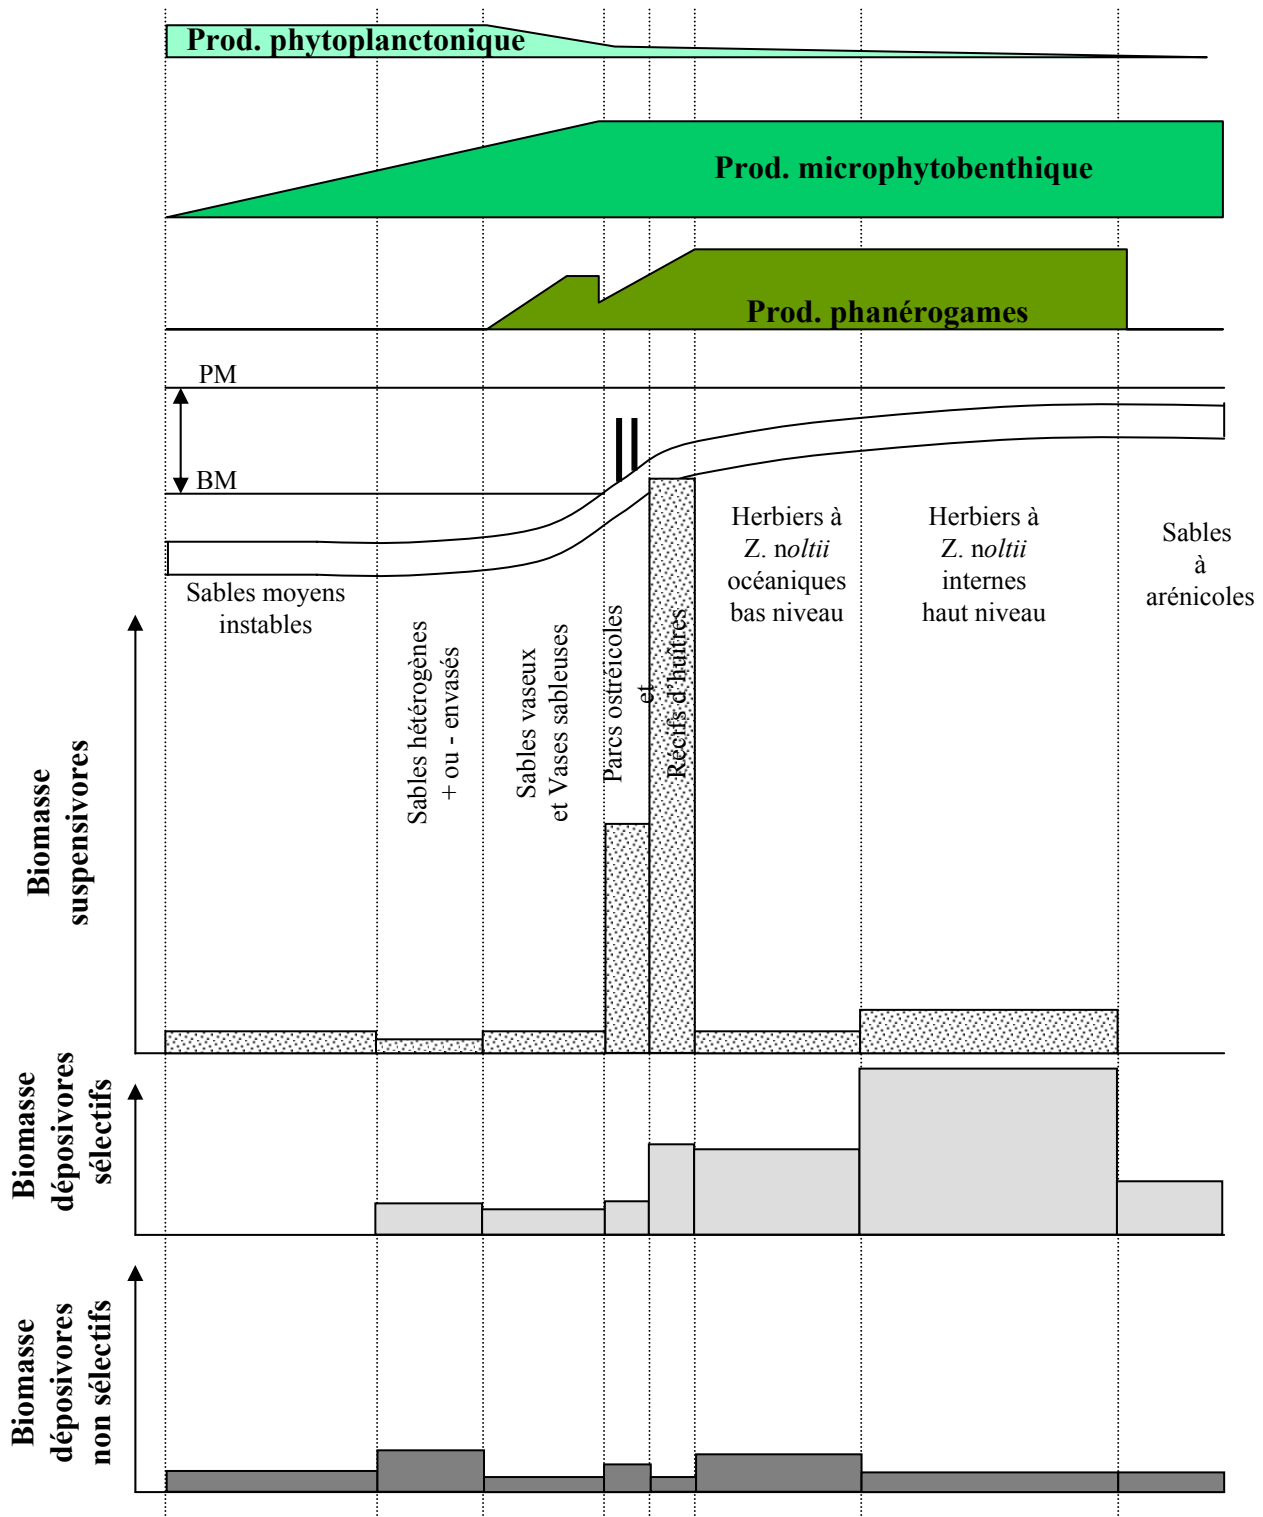 Prod. phytoplanctonique
Prod. microphytobenthique
Prod. phanérogames
PM
BM
Sables moyens
instables
Sables hétérogènes
+ ou - envasés
Sables vaseux
et Vases sableuses
Parcs ostréicoles
et
Récifs d'huîtres
Herbiers à
Z. noltii
océaniques
bas niveau
Herbiers à
Z. noltii
internes
haut niveau
Sables
à
arénicoles
Biomasse
suspensivores
Biomasse
déposivores
sélectifs
Biomasse
déposivores
non sélectifs